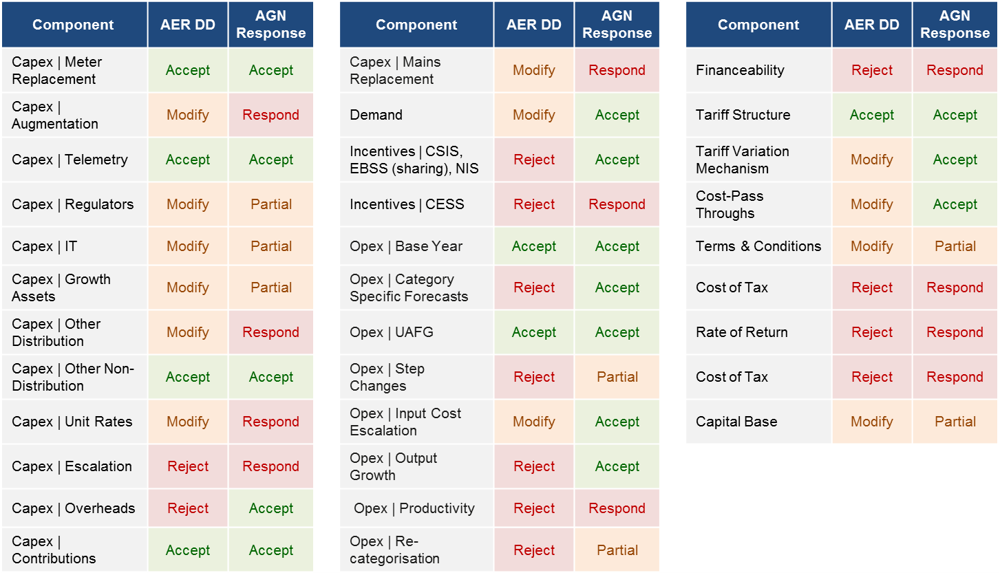 Component AER DD AGN Response
Capex | Meter Replacement Accept Accept
Capex | Augmentation Modify Respond
Capex | Telemetry Accept Accept
Capex | Regulators Modify Partial
Capex | IT Modify Partial
Capex | Growth Assets Modify Partial
Capex | Other Distribution Modify Respond
Capex | Other Non-Distribution Accept Accept
Capex | Unit Rates Modify Respond
Capex | Escalation Reject Respond
Capex | Overheads Reject Accept
Capex | Contributions Accept Accept
Component AER DD AGN Response
Capex | Mains Replacement Modify Respond
Demand Modify Accept
Incentives | CSIS, EBSS (sharing), NIS Reject Accept
Incentives | CESS Reject Respond
Opex | Base Year Accept Accept
Opex | Category Specific Forecasts Reject Accept
Opex | UAFG Accept Accept
Opex | Step Changes Reject Partial
Opex | Input Cost Escalation Modify Accept
Opex | Output Growth Reject Accept
Opex | Productivity Reject Respond
Opex | Re-categorisation Reject Partial
Component AER DD AGN Response
Financeability Reject Respond
Tariff Structure Accept Accept
Tariff Variation Mechanism Modify Accept
Cost-Pass Throughs Modify Accept
Terms & Conditions Modify Partial
Cost of Tax Reject Respond
Rate of Return Reject Respond
Cost of Tax Reject Respond
Capital Base Modify Partial